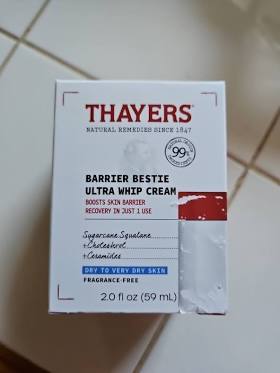 THAYERS
NATURAL REMEDIES SINCE 1847
99%
BARRIER BESTIE
ULTRA WHIP CREAM
BOOSTS SKIN BARRIER
RECOVERY IN JUST 1 USE
Sugarcane Squalane
+Cholesterol
+Ceramides
DRY TO VERY DRY SKIN
FRAGRANCE-FREE
2.0 fl oz (59 mL)